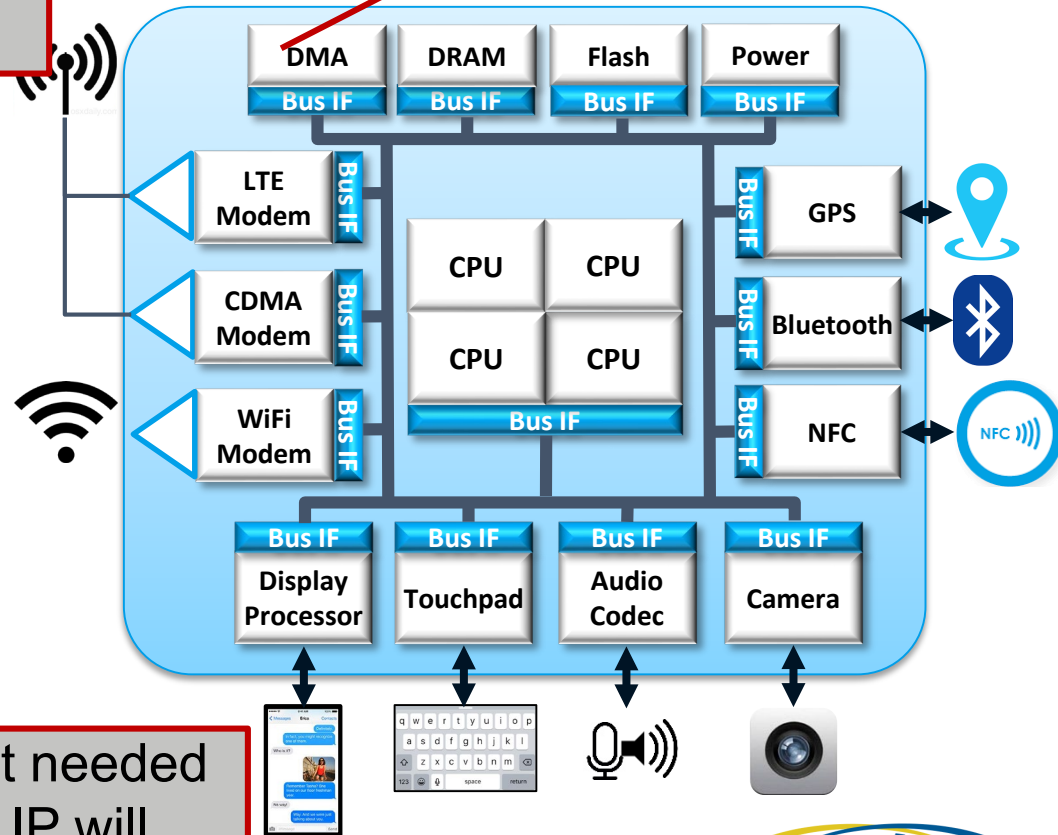 DMA
Bus IF
DRAM
Bus IF
Flash
Bus IF
Power
Bus IF
LTE
Modem
Bus IF
CDMA
Modem
Bus IF
WiFi
Modem
Bus IF
CPU
CPU
CPU
CPU
Bus IF
Bus IF
GPS
Bus IF
Bluetooth
Bus IF
NFC
NFC
Bus IF
Display
Processor
Bus IF
Touchpad
Bus IF
Audio
Codec
Bus IF
Camera
q w e r t y u i o p
a s d f g h j k l
z x c v b n m
123 space return
t needed
IP will